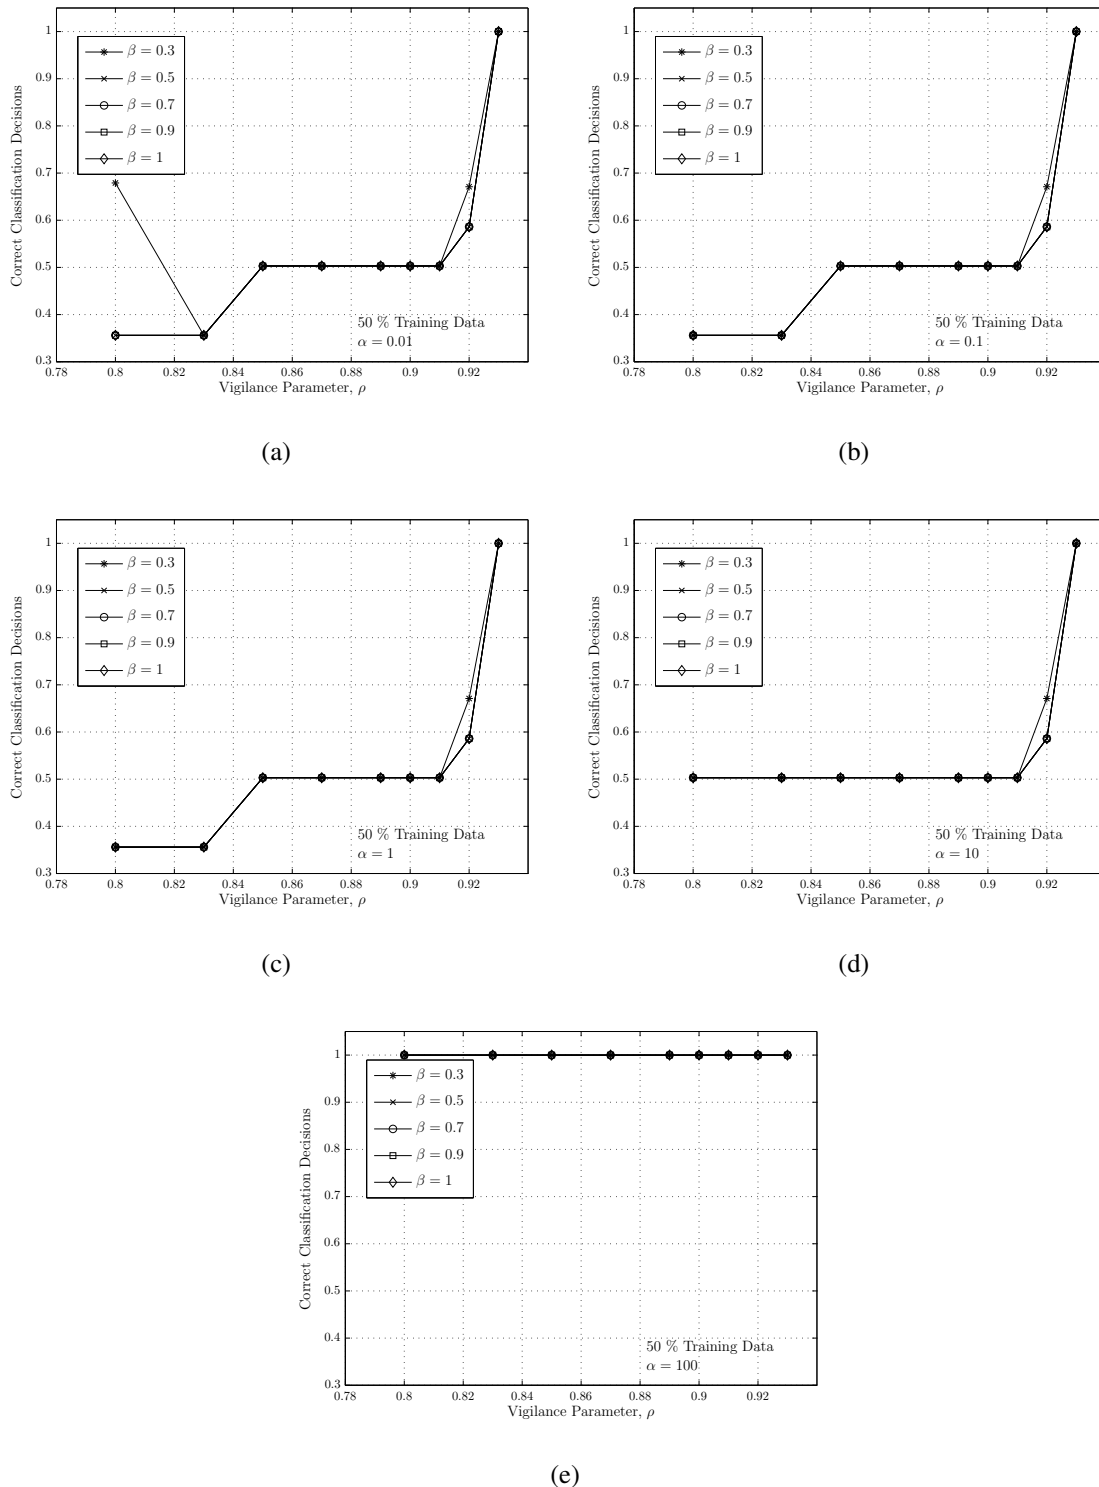 1
0.9
0.8
0.7
0.6
0.5
0.4
0.3
Correct Classification Decisions
β = 0.3
β = 0.5
β = 0.7
β = 0.9
β = 1
50 % Training Data
α = 0.01
0.78 0.8 0.82 0.84 0.86 0.88 0.9 0.92
Vigilance Parameter, ρ
(a)
1
0.9
0.8
0.7
0.6
0.5
0.4
0.3
Correct Classification Decisions
β = 0.3
β = 0.5
β = 0.7
β = 0.9
β = 1
50 % Training Data
α = 0.1
0.78 0.8 0.82 0.84 0.86 0.88 0.9 0.92
Vigilance Parameter, ρ
(b)
1
0.9
0.8
0.7
0.6
0.5
0.4
0.3
Correct Classification Decisions
β = 0.3
β = 0.5
β = 0.7
β = 0.9
β = 1
50 % Training Data
α = 1
0.78 0.8 0.82 0.84 0.86 0.88 0.9 0.92
Vigilance Parameter, ρ
(c)
1
0.9
0.8
0.7
0.6
0.5
0.4
0.3
Correct Classification Decisions
β = 0.3
β = 0.5
β = 0.7
β = 0.9
β = 1
50 % Training Data
α = 10
0.78 0.8 0.82 0.84 0.86 0.88 0.9 0.92
Vigilance Parameter, ρ
(d)
1
0.9
0.8
0.7
0.6
0.5
0.4
0.3
Correct Classification Decisions
β = 0.3
β = 0.5
β = 0.7
β = 0.9
β = 1
50 % Training Data
α = 100
0.78 0.8 0.82 0.84 0.86 0.88 0.9 0.92
Vigilance Parameter, ρ
(e)